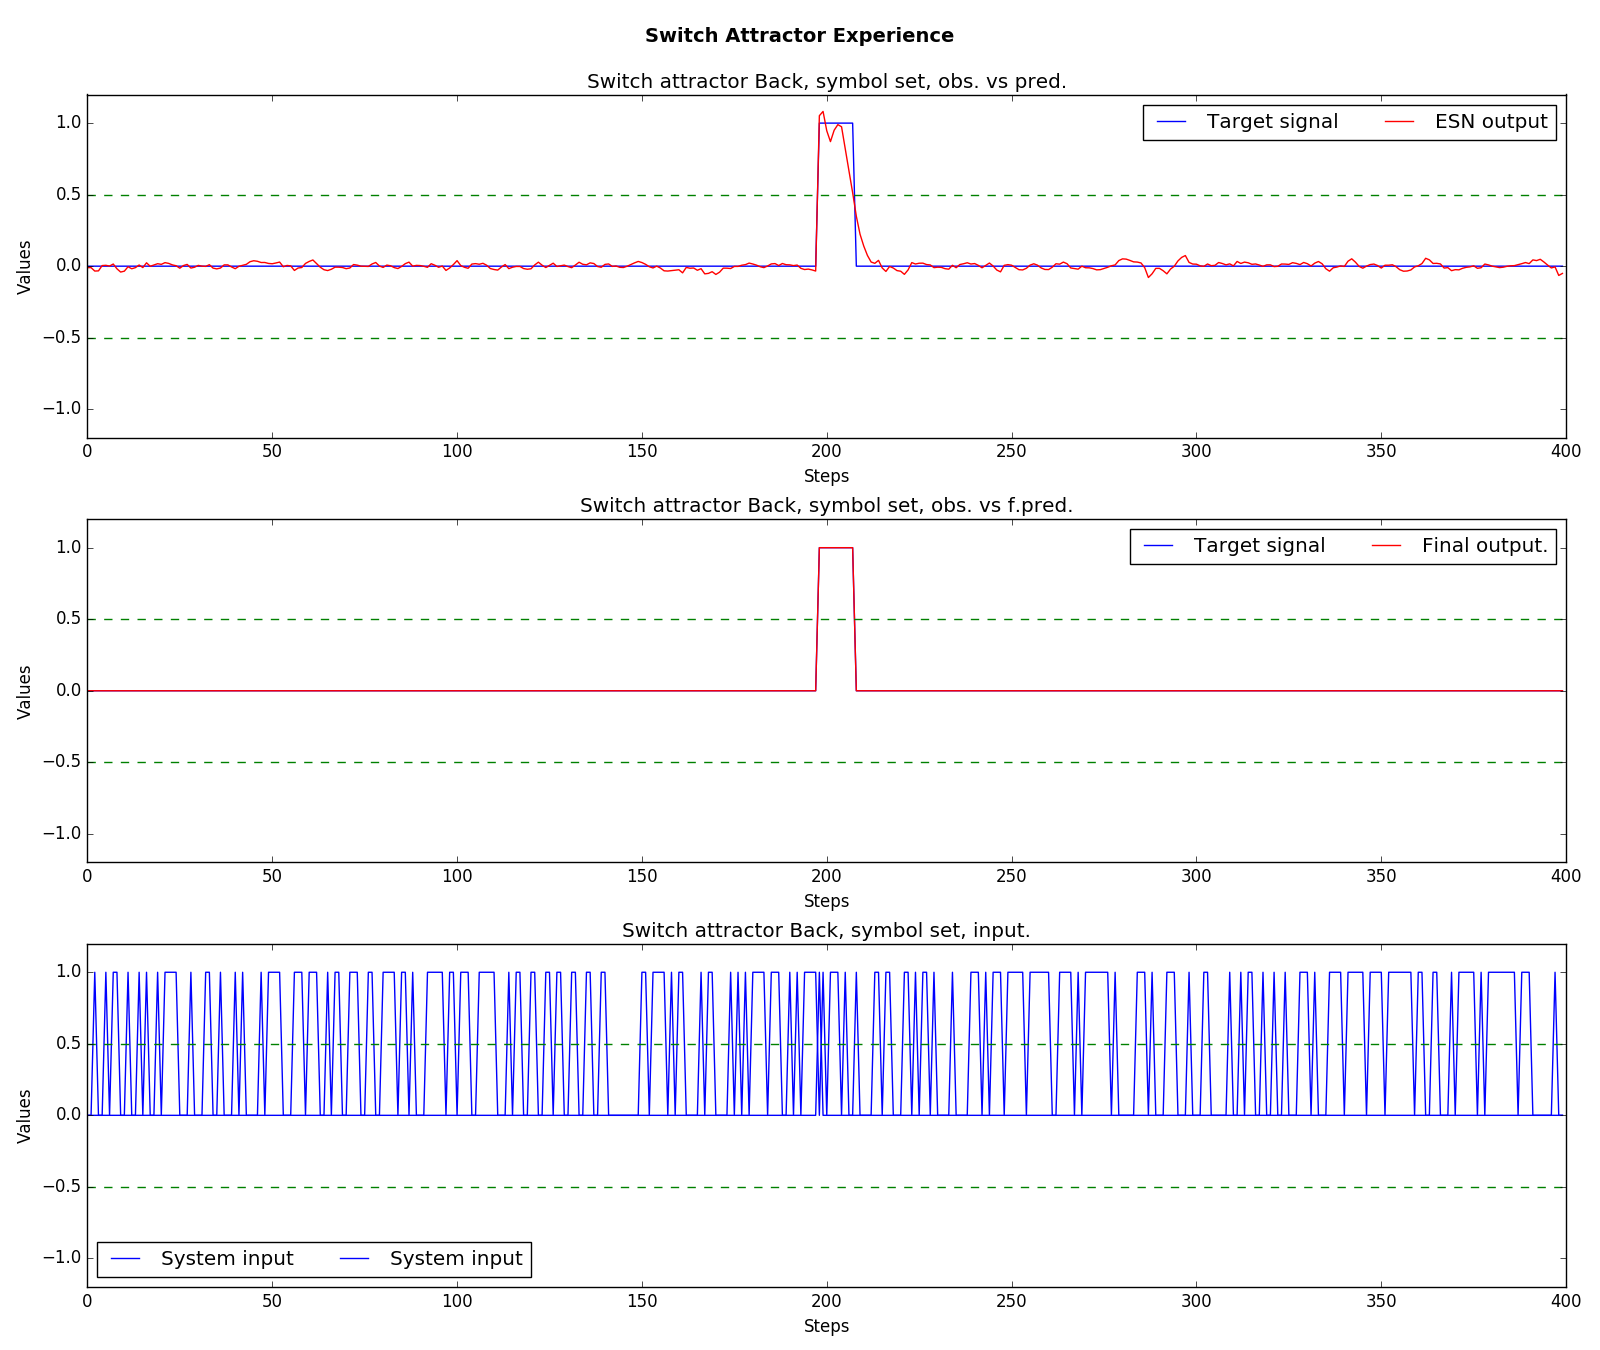 Switch Attractor Experience
Switch attractor Back, symbol set, obs. vs pred.
Target signal ESN output
1.0
0.5
0.0
−0.5
−1.0
Values
0 50 100 150 200 250 300 350 400
Steps
Switch attractor Back, symbol set, obs. vs f.pred.
Target signal Final output.
1.0
0.5
0.0
−0.5
−1.0
Values
0 50 100 150 200 250 300 350 400
Steps
Switch attractor Back, symbol set, input.
1.0
0.5
0.0
−0.5
−1.0
Values
System input System input
0 50 100 150 200 250 300 350 400
Steps